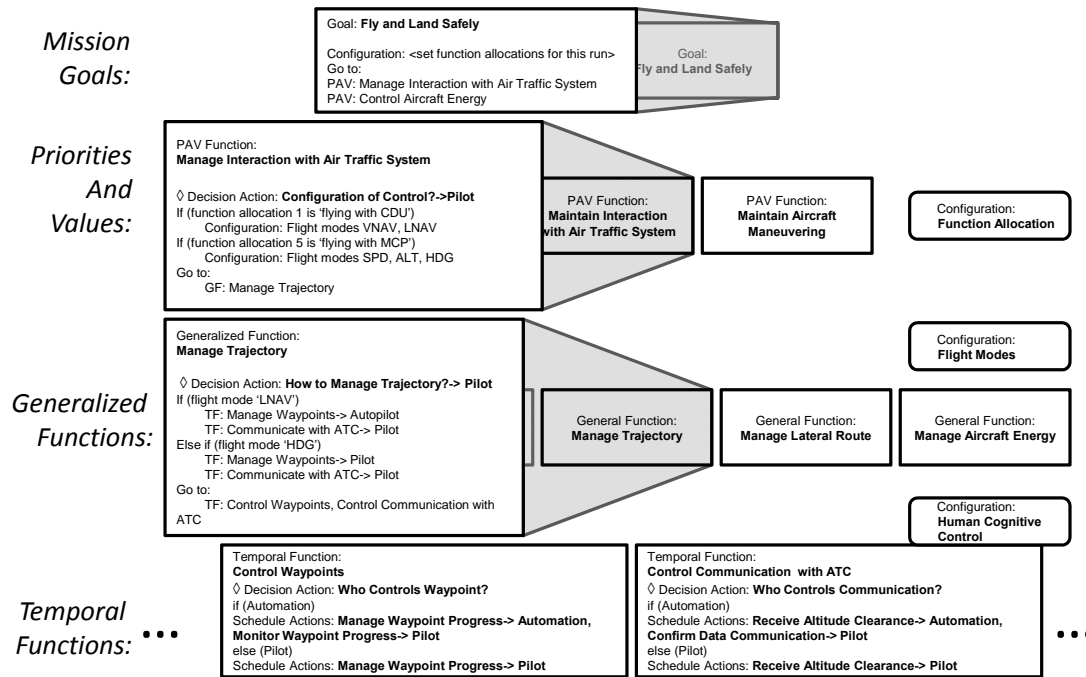 Mission
Goals:
Goal: Fly and Land Safely
Configuration: <set function allocations for this run>
Go to:
PAV: Manage Interaction with Air Traffic System
PAV: Control Aircraft Energy
Goal:
Fly and Land Safely
Priorities
And
Values:
PAV Function:
Manage Interaction with Air Traffic System
◊ Decision Action: Configuration of Control?->Pilot
If (function allocation 1 is ‘flying with CDU’)
Configuration: Flight modes VNAV, LNAV
If (function allocation 5 is ‘flying with MCP’)
Configuration: Flight modes SPD, ALT, HDG
Go to:
GF: Manage Trajectory
PAV Function:
Maintain Interaction
with Air Traffic System
PAV Function:
Maintain Aircraft
Maneuvering
Configuration:
Function Allocation
Generalized
Functions:
Generalized Function:
Manage Trajectory
◊ Decision Action: How to Manage Trajectory?-> Pilot
If (flight mode ‘LNAV’)
TF: Manage Waypoints-> Autopilot
TF: Communicate with ATC-> Pilot
Else if (flight mode ‘HDG’)
TF: Manage Waypoints-> Pilot
TF: Communicate with ATC-> Pilot
Go to:
TF: Control Waypoints, Control Communication with
ATC
General Function:
Manage Trajectory
General Function:
Manage Lateral Route
Configuration:
Flight Modes
General Function:
Manage Aircraft Energy
Configuration:
Human Cognitive
Control
Temporal
Functions:
...
Temporal Function:
Control Waypoints
◊ Decision Action: Who Controls Waypoint?
if (Automation)
Schedule Actions: Manage Waypoint Progress-> Automation,
Monitor Waypoint Progress-> Pilot
else (Pilot)
Schedule Actions: Manage Waypoint Progress-> Pilot
Temporal Function:
Control Communication with ATC
◊ Decision Action: Who Controls Communication?
if (Automation)
Schedule Actions: Receive Altitude Clearance-> Automation,
Confirm Data Communication-> Pilot
else (Pilot)
Schedule Actions: Receive Altitude Clearance-> Pilot
...